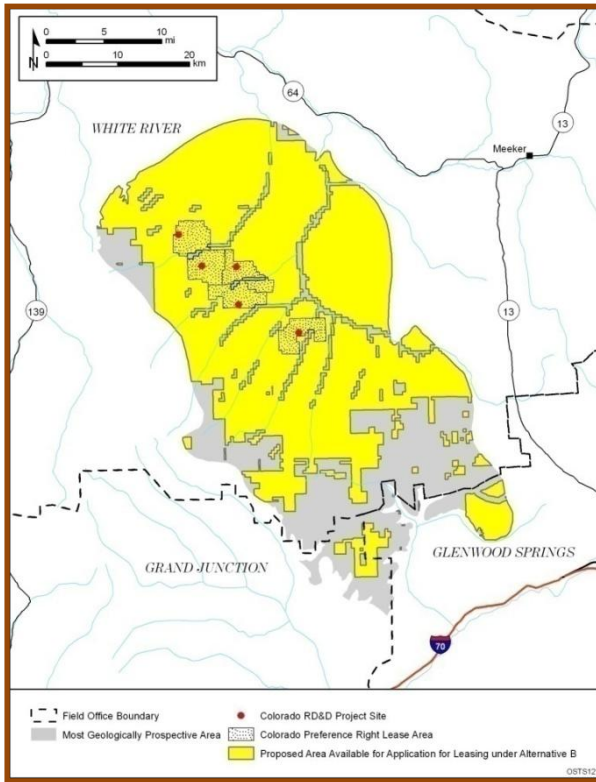 0 5 10
mi
N
0 10 20
km
64
WHITE RIVER
13
Meeker
139
13
GLENWOOD SPRINGS
GRAND JUNCTION
70
Field Office Boundary
Colorado RD&D Project Site
Most Geologically Prospective Area
Colorado Preference Right Lease Area
Proposed Area Available for Application for Leasing under Alternative B
OSTS12